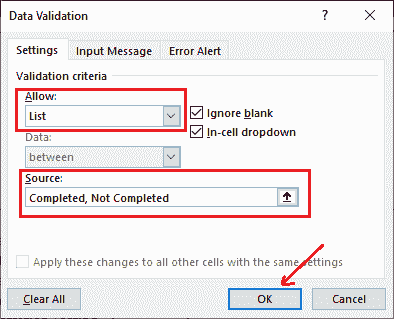 Data Validation
Settings Input Message Error Alert
Validation criteria
Allow:
List
Ignore blank
In-cell dropdown
Data:
between
Source:
Completed, Not Completed
Apply these changes to all other cells with the same settings
Clear All OK Cancel